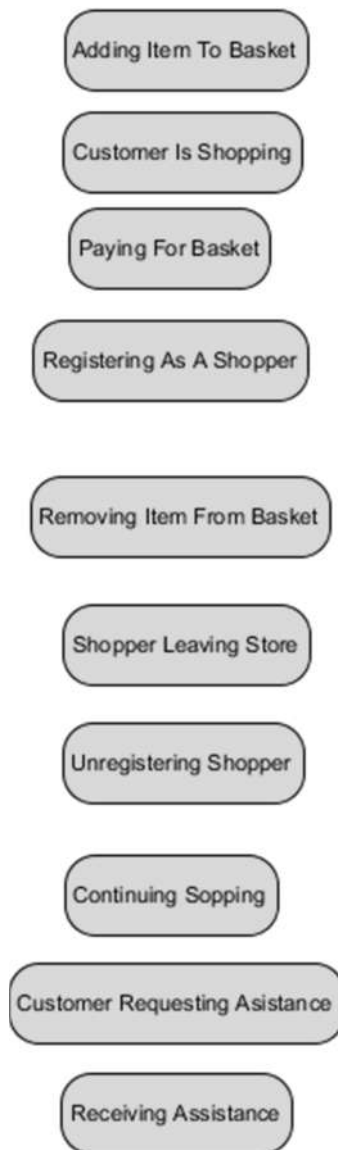 Adding Item To Basket
Customer Is Shopping
Paying For Basket
Registering As A Shopper
Removing Item From Basket
Shopper Leaving Store
Unregistering Shopper
Continuing Sopping
Customer Requesting Asistance
Receiving Assistance